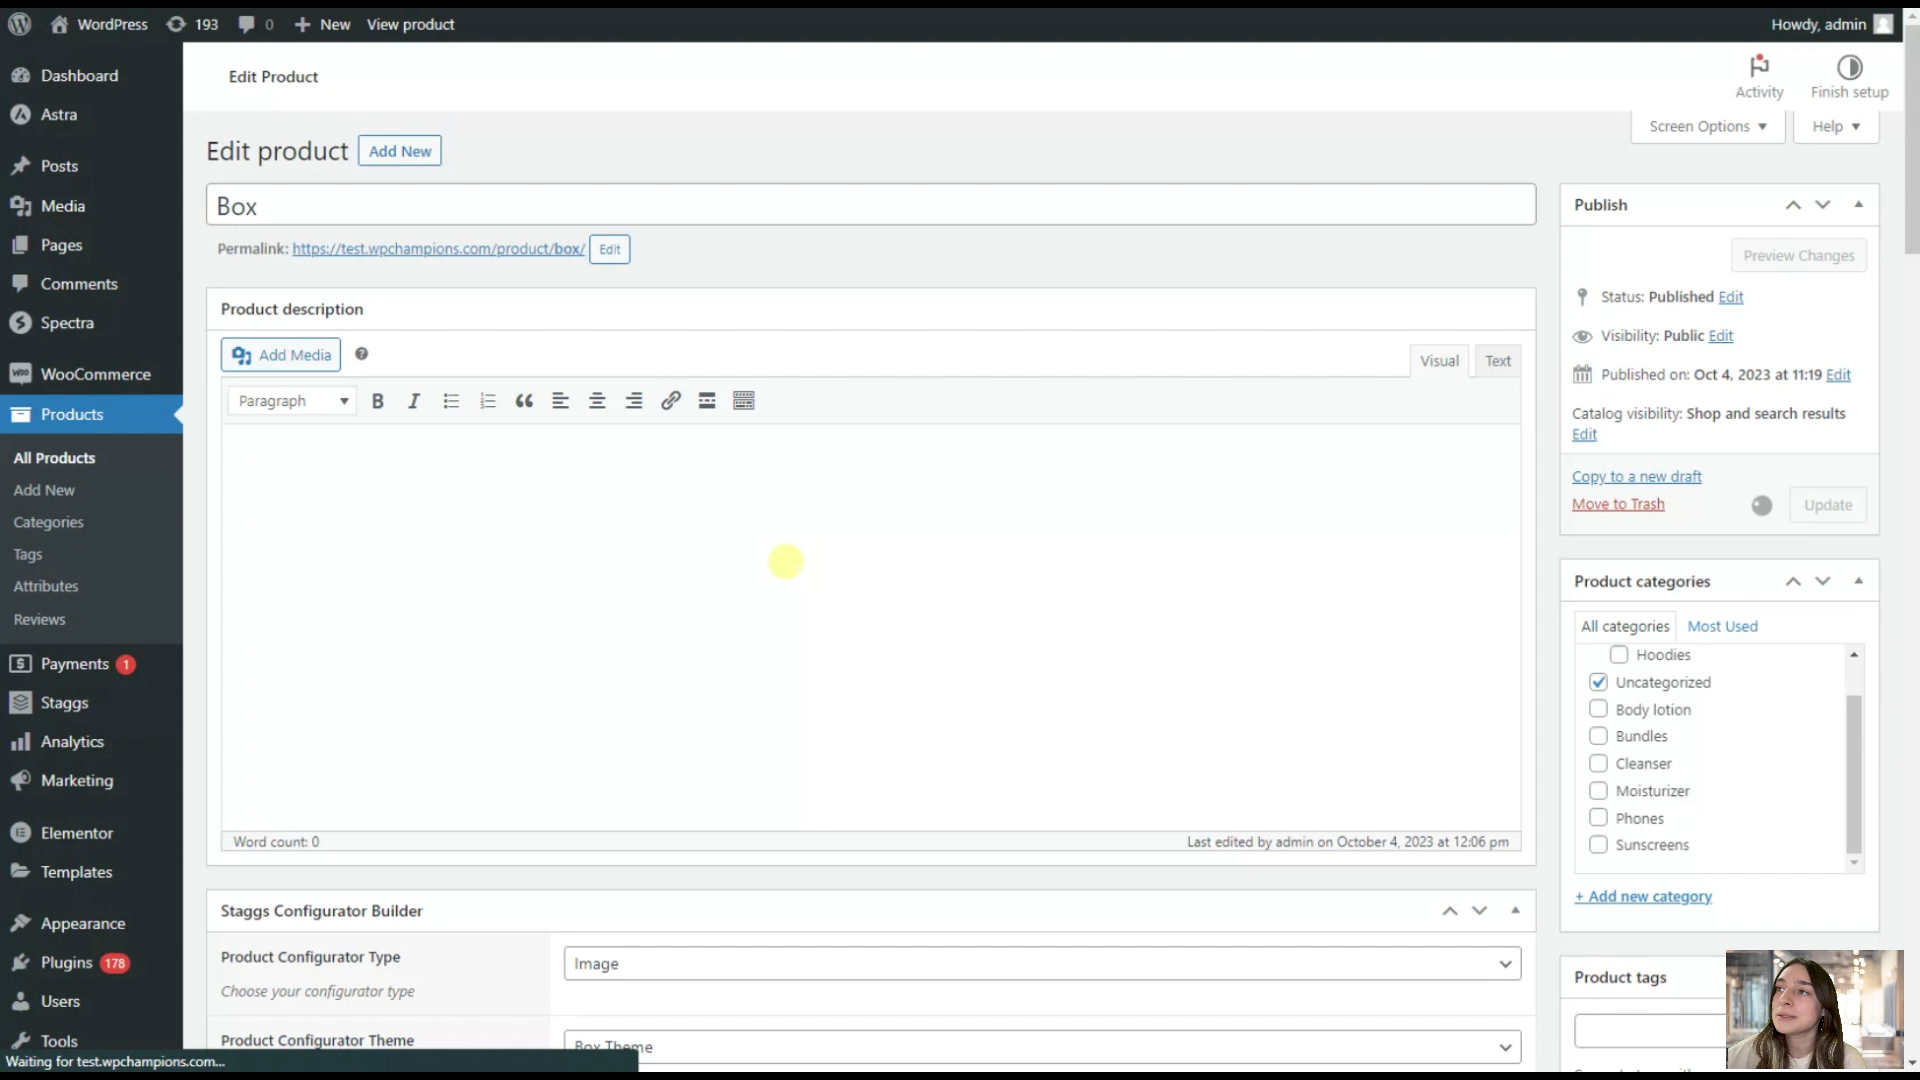 WordPress 193 0 New View product Howdy, admin
Dashboard
Astra
Posts
Media
Pages
Comments
Spectra
WooCommerce
Products
All Products
Add New
Categories
Tags
Attributes
Reviews
Payments 1
Staggs
Analytics
Marketing
Elementor
Templates
Appearance
Plugins 178
Users
Tools
Waiting for test.wpchampions.com...
Edit Product
Activity
Finish setup
Screen Options
Help
Edit product Add New
Box
Permalink: https://test.wpchampions.com/product/box/ Edit
Product description
Add Media
Visual Text
Paragraph
Word count: 0
Last edited by admin on October 4, 2023 at 12:06 pm
Staggs Configurator Builder
Product Configurator Type
Choose your configurator type
Image
Product Configurator Theme
Box Theme
Publish
Preview Changes
Status: Published Edit
Visibility: Public Edit
Published on: Oct 4, 2023 at 11:19 Edit
Catalog visibility: Shop and search results
Edit
Copy to a new draft
Move to Trash
Update
Product categories
All categories Most Used
Hoodies
Uncategorized
Body lotion
Bundles
Cleanser
Moisturizer
Phones
Sunscreens
+ Add new category
Product tags